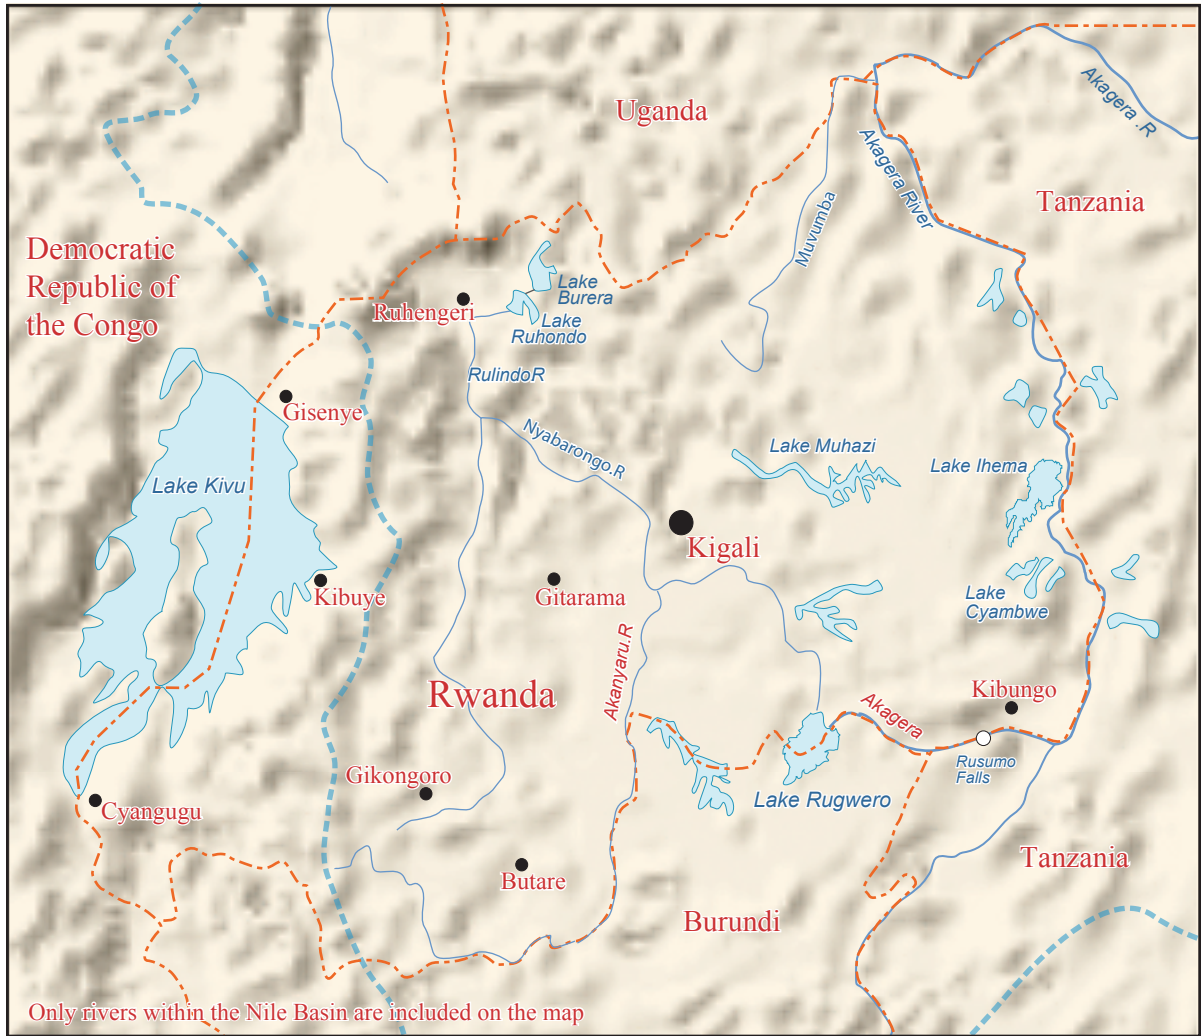 Uganda
Akagera .R
Akagera River
Tanzania
Muvumba
Democratic
Republic of
the Congo
Lake
Burera
Ruhengeri
Lake
Ruhondo
RulindoR
Gisenye
Nyabarongo.R
Lake Muhazi
Lake Ihema
Lake Kivu
Kigali
Kibuye
Gitarama
Lake
Cyambwe
Akanyaru.R
Rwanda
Kibungo
Akagera
Rusumo
Falls
Gikongoro
Lake Rugwero
Cyangugu
Tanzania
Butare
Burundi
Only rivers within the Nile Basin are included on the map